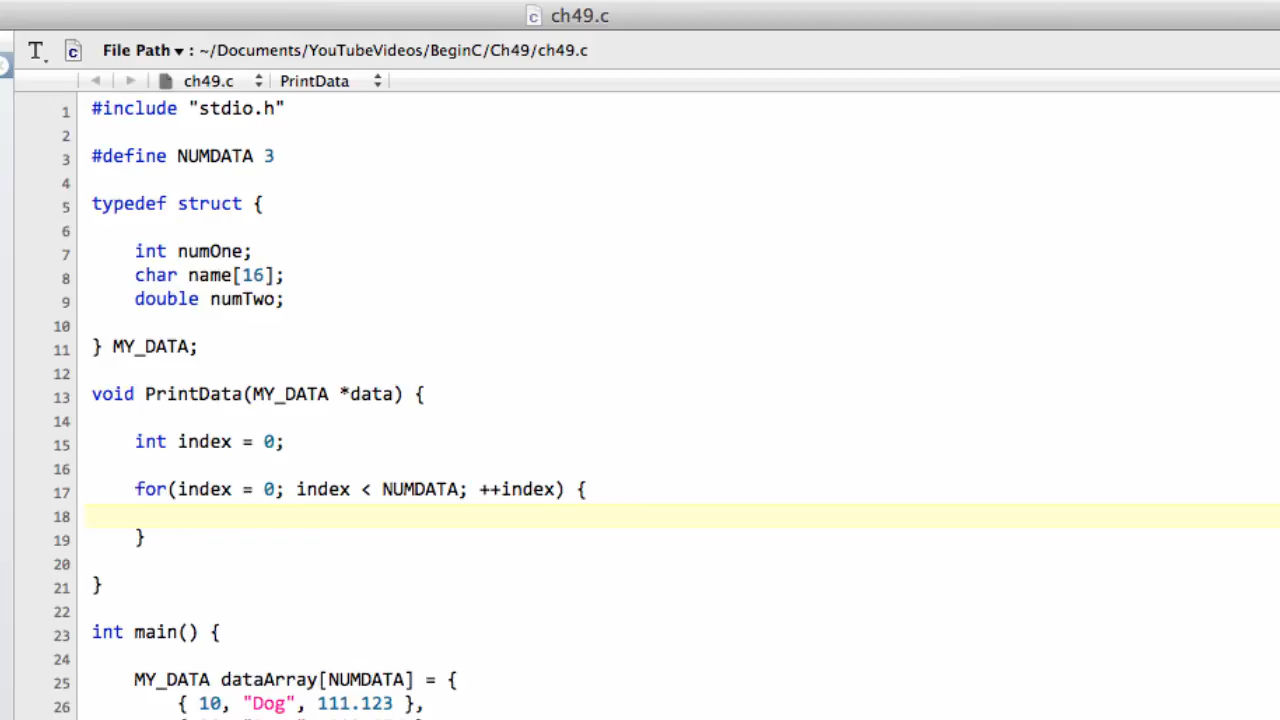 ch49.c
File Path ▾ : ~/Documents/YouTubeVideos/BeginC/Ch49/ch49.c
ch49.c PrintData
1 #include "stdio.h"
2
3 #define NUMDATA 3
4
5 typedef struct {
6
7 int numOne;
8 char name[16];
9 double numTwo;
10
11 } MY_DATA;
12
13 void PrintData(MY_DATA *data) {
14
15 int index = 0;
16
17 for(index = 0; index < NUMDATA; ++index) {
18
19 }
20
21 }
22
23 int main() {
24
25 MY_DATA dataArray[NUMDATA] = {
26 { 10, "Dog", 111.123 },